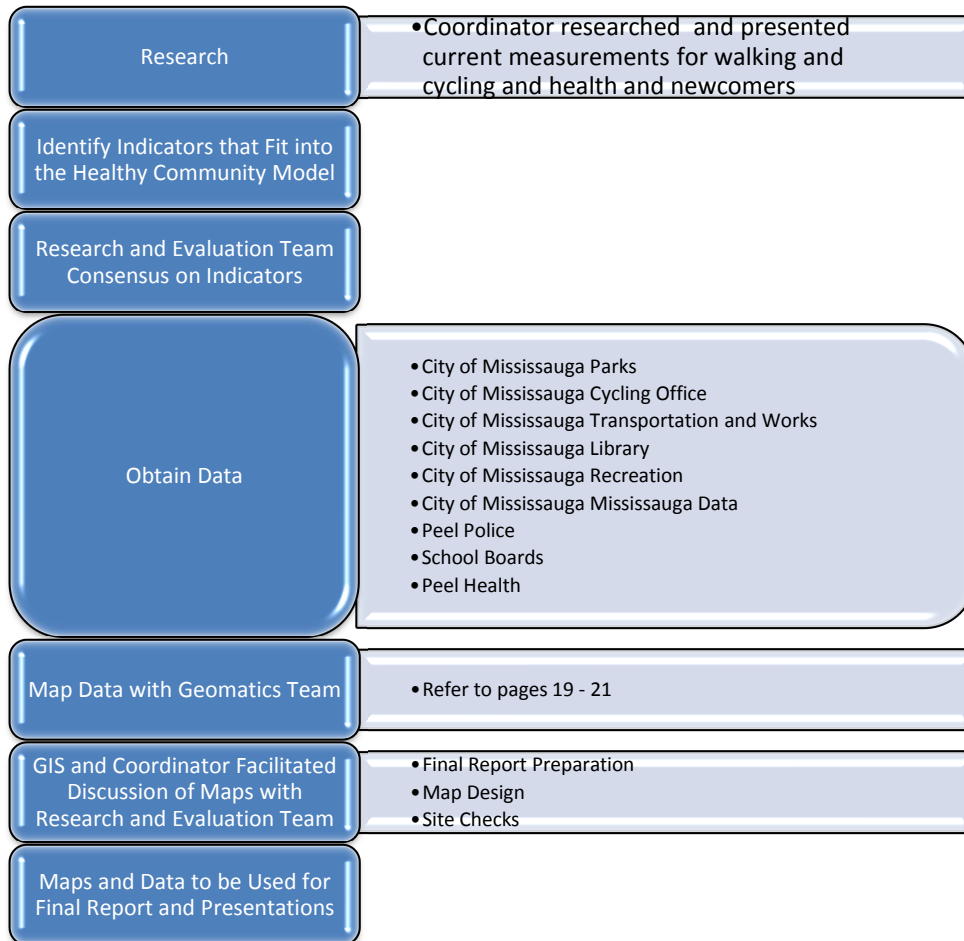 Research
•Coordinator researched and presented
current measurements for walking and
cycling and health and newcomers
Identify Indicators that Fit into
the Healthy Community Model
Research and Evaluation Team
Consensus on Indicators
Obtain Data
•City of Mississauga Parks
•City of Mississauga Cycling Office
•City of Mississauga Transportation and Works
•City of Mississauga Library
•City of Mississauga Recreation
•City of Mississauga Mississauga Data
•Peel Police
•School Boards
•Peel Health
Map Data with Geomatics Team
•Refer to pages 19 - 21
GIS and Coordinator Facilitated
Discussion of Maps with
Research and Evaluation Team
•Final Report Preparation
•Map Design
•Site Checks
Maps and Data to be Used for
Final Report and Presentations